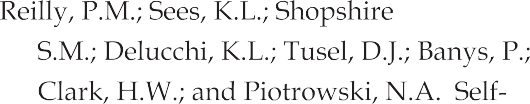 Reilly, P.M.; Sees, K.L.; Shopshire
S.M.; Delucchi, K.L.; Tusel, D.J.; Banys, P.;
Clark, H.W.; and Piotrowski, N.A. Self-